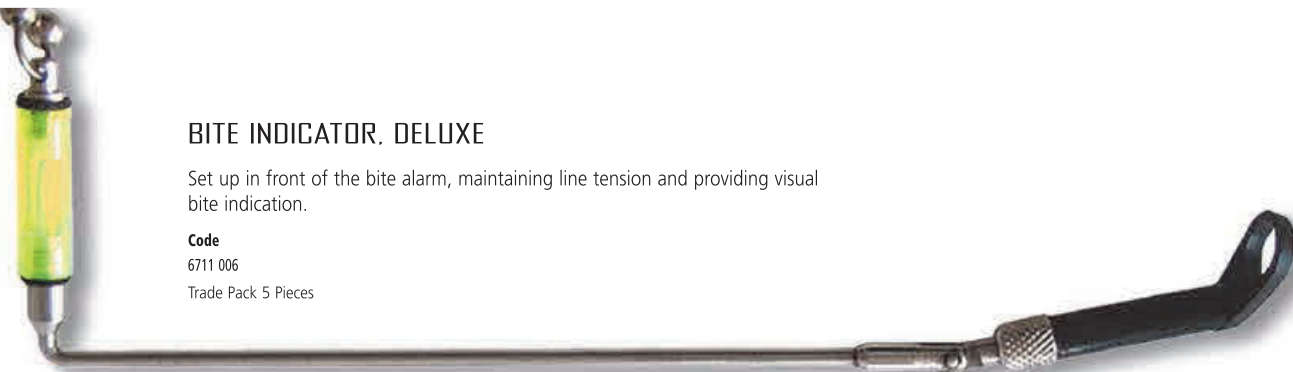 BITE INDICATOR, DELUXE
Set up in front of the bite alarm, maintaining line tension and providing visual
bite indication.
Code
6711 006
Trade Pack 5 Pieces